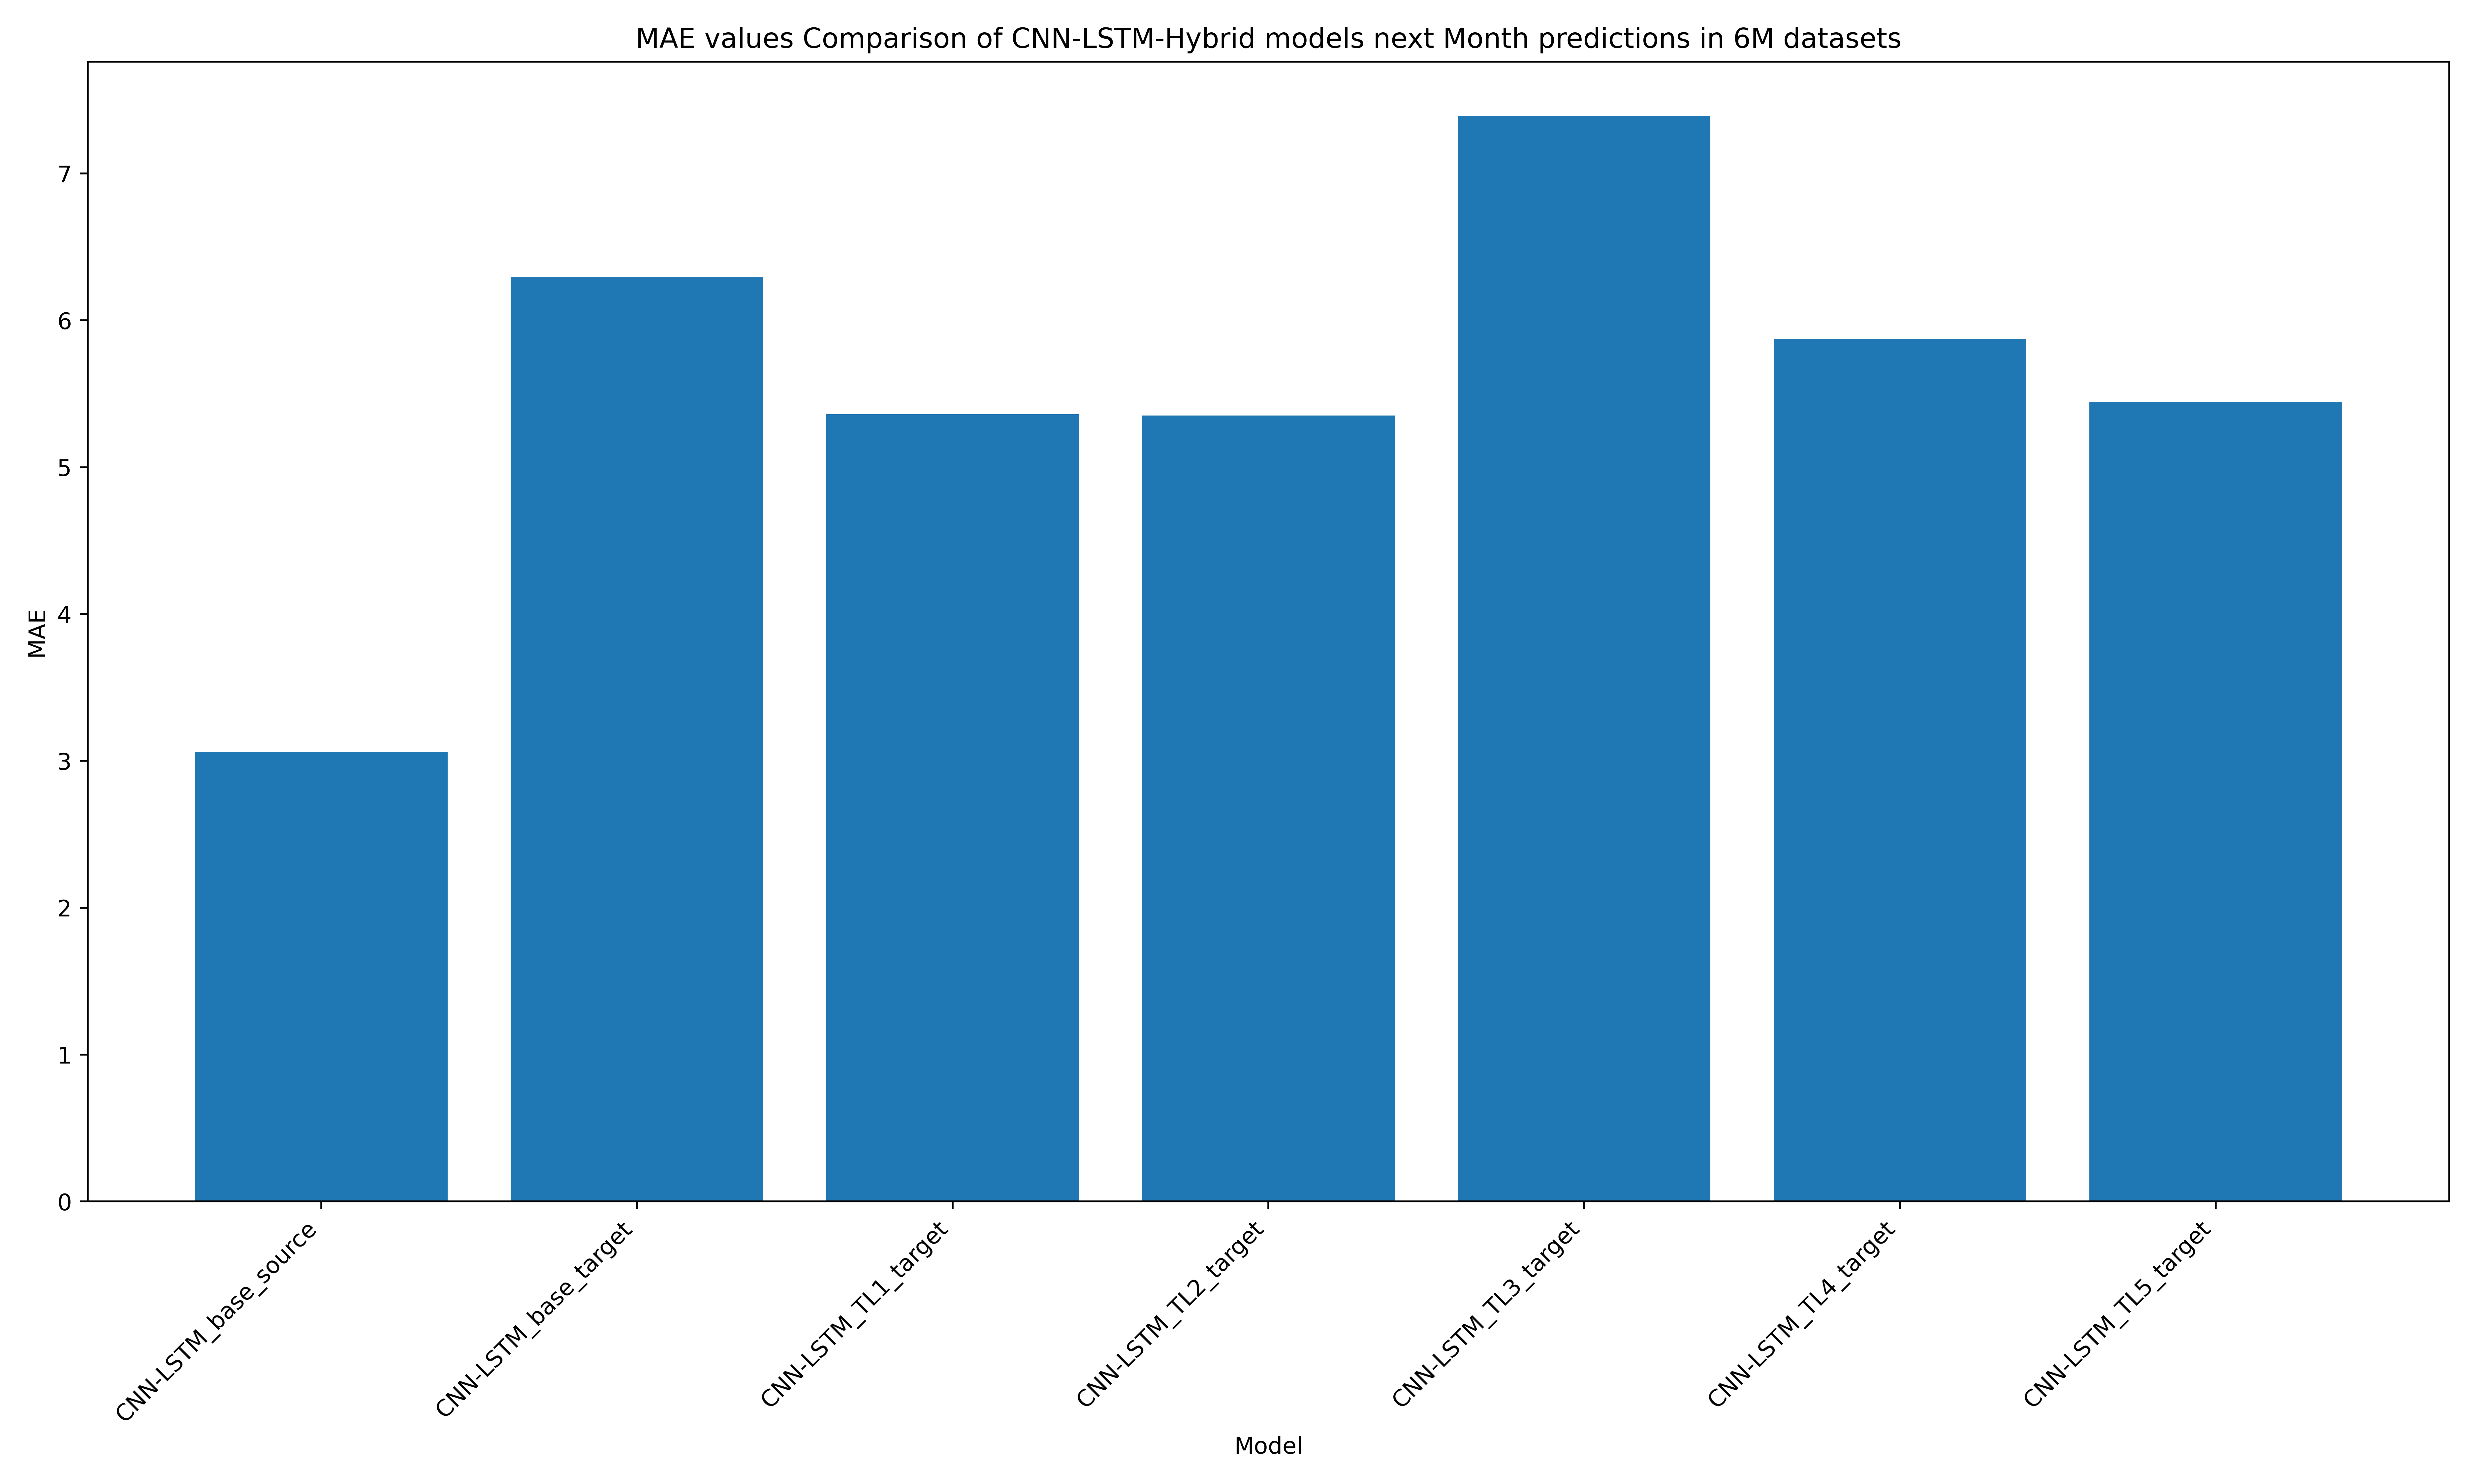 MAE values Comparison of CNN-LSTM-Hybrid models next Month predictions in 6M datasets
MAE
7
6
5
4
3
2
1
0
CNN-LSTM_base_source
CNN-LSTM_base_target
CNN-LSTM_TL1_target
CNN-LSTM_TL2_target
CNN-LSTM_TL3_target
CNN-LSTM_TL4_target
CNN-LSTM_TL5_target
Model